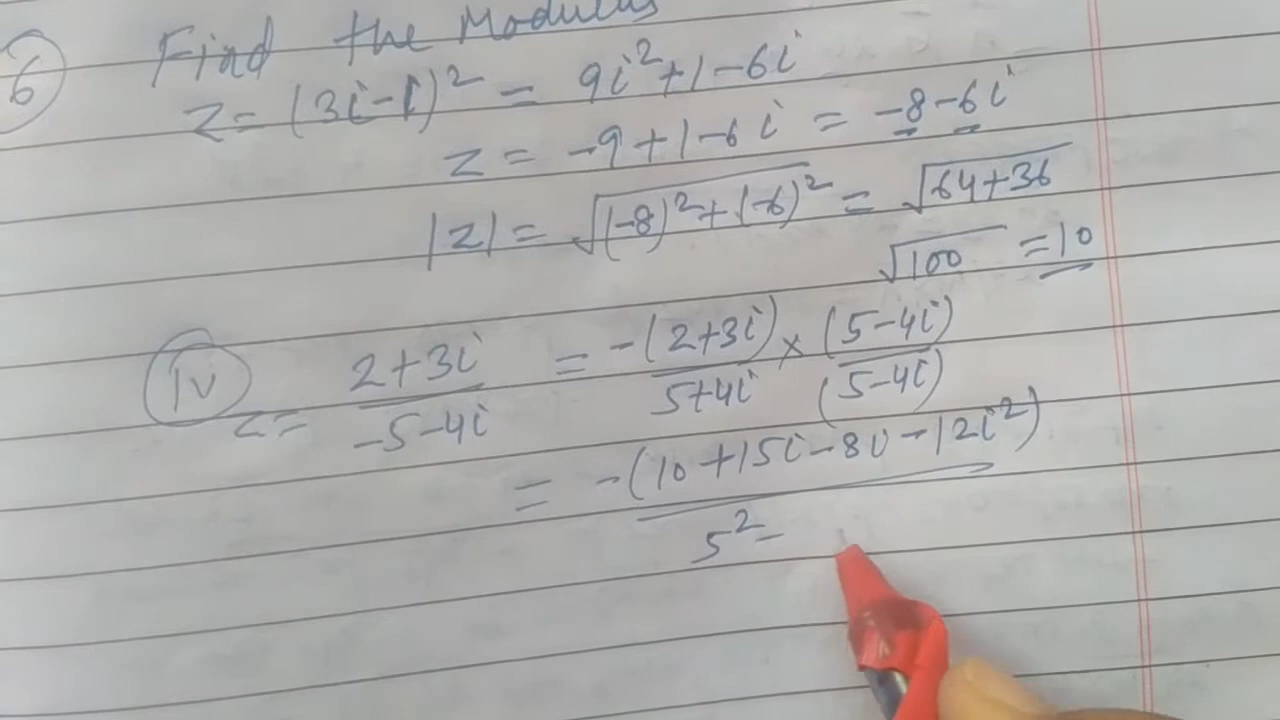 6 Find the Modulus
z = (3i-1)² = 9i²+1-6i
z = -9+1-6i = -8-6i
|z| = √(-8)²+(-6)² = √64+36
√100 = 10
iv z = 2+3i / -5-4i = -(2+3i) / 5+4i × (5-4i) / (5-4i)
= -(10+15i-8i-12i²) / 5²-